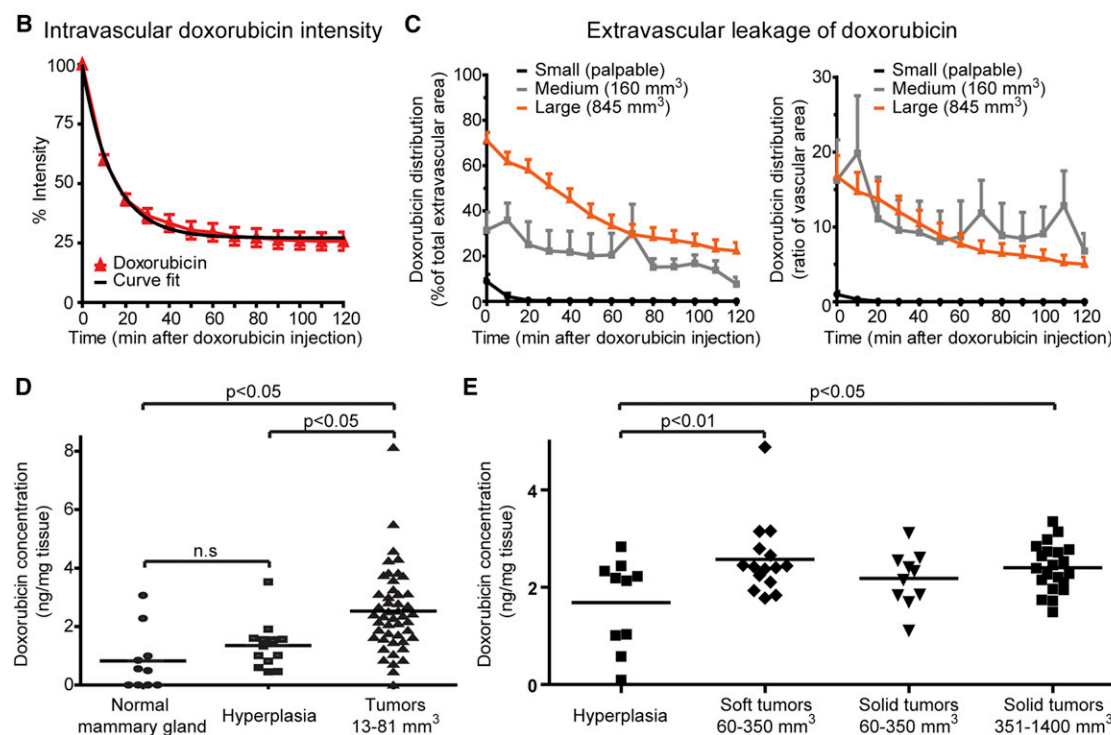 B Intravascular doxorubicin intensity
% Intensity
100
75
50
25
0
Doxorubicin
Curve fit
0 20 40 60 80 100 120
Time (min after doxorubicin injection)
C Extravascular leakage of doxorubicin
Doxorubicin distribution
(%of total extravascular area)
100
80
60
40
20
0
Small (palpable)
Medium (160 mm³)
Large (845 mm³)
0 20 40 60 80 100 120
Time (min after doxorubicin injection)
Doxorubicin distribution
(ratio of vascular area)
30
20
10
0
Small (palpable)
Medium (160 mm³)
Large (845 mm³)
0 20 40 60 80 100 120
Time (min after doxorubicin injection)
D
p<0.05
p<0.05
n.s
Doxorubicin concentration
(ng/mg tissue)
8
6
4
2
0
Normal
mammary gland
Hyperplasia
Tumors
13-81 mm³
E
p<0.05
p<0.01
Doxorubicin concentration
(ng/mg tissue)
4
2
0
Hyperplasia
Soft tumors
60-350 mm³
Solid tumors
60-350 mm³
Solid tumors
351-1400 mm³